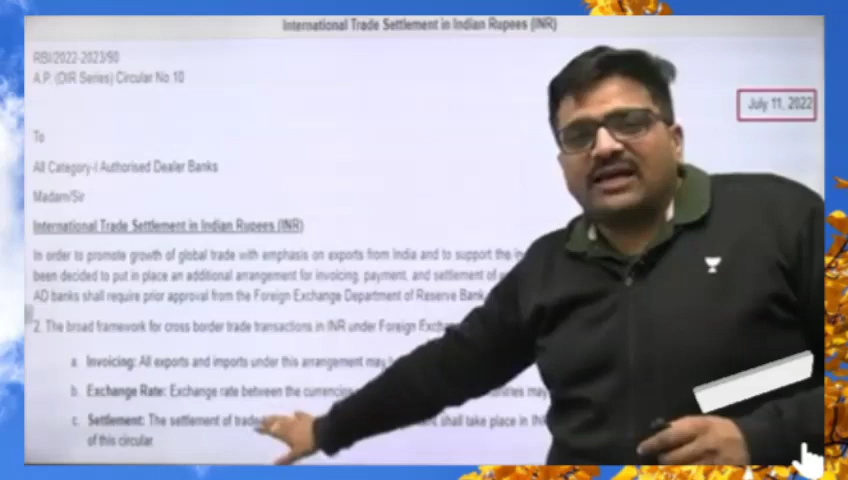 International Trade Settlement in Indian Rupees (INR)
RBI/2022-2023/90
A.P. (DIR Series) Circular No 10
July 11, 2022
To
All Category-I Authorised Dealer Banks
Madam/Sir
International Trade Settlement in Indian Rupees (INR)
In order to promote growth of global trade with emphasis on exports from India and to support the
been decided to put in place an additional arrangement for invoicing, payment, and settlement of
AD banks shall require prior approval from the Foreign Exchange Department of Reserve Bank
2. The broad framework for cross border trade transactions in INR under Foreign
a. Invoicing: All exports and imports under this arrangement may
b. Exchange Rate: Exchange rate between the currencies may
c. Settlement: The settlement of trade shall take place in
of this circular